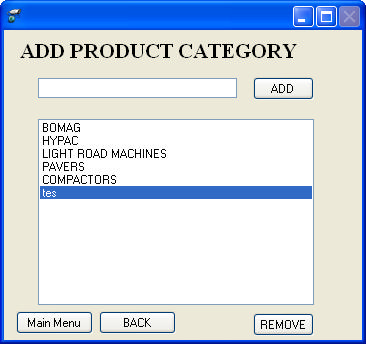 ADD PRODUCT CATEGORY
ADD
BOMAG
HYPAC
LIGHT ROAD MACHINES
PAVERS
COMPACTORS
tes
Main Menu BACK REMOVE